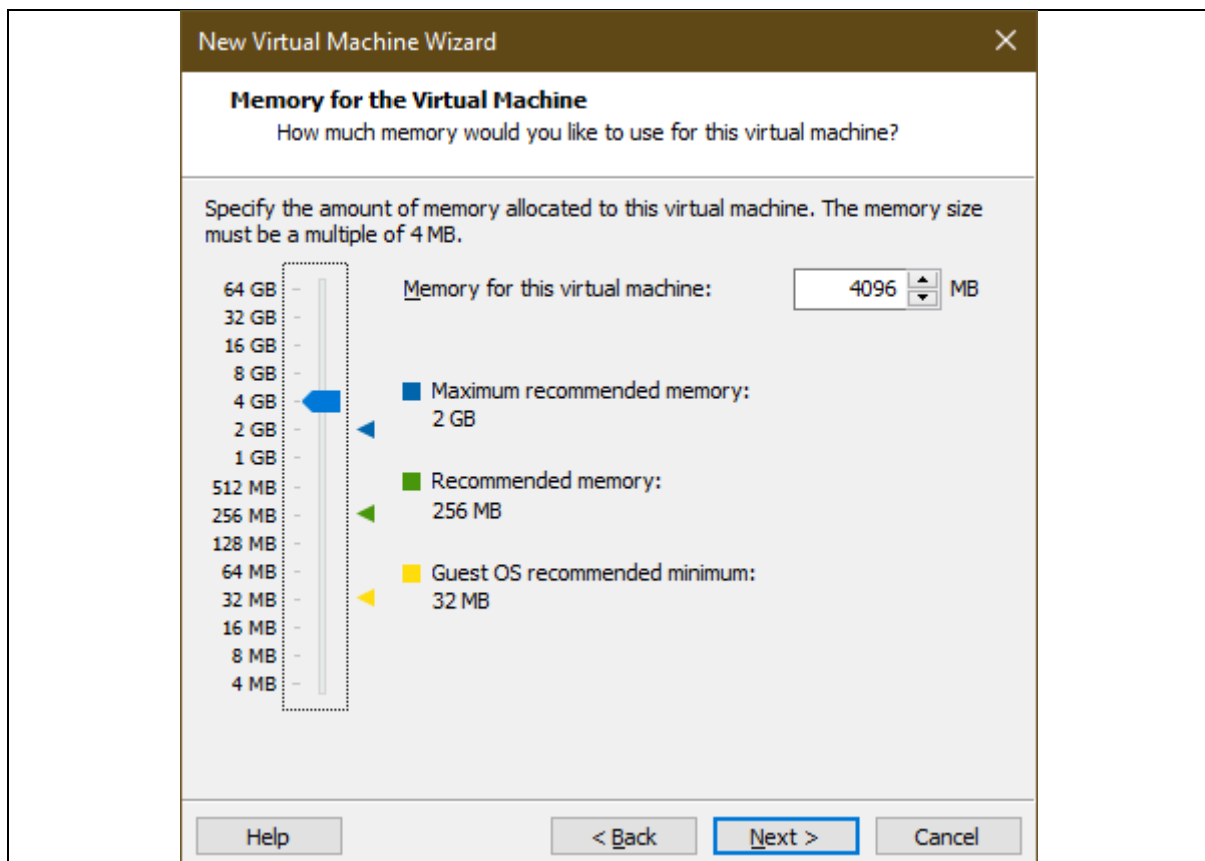 New Virtual Machine Wizard
Memory for the Virtual Machine
How much memory would you like to use for this virtual machine?
Specify the amount of memory allocated to this virtual machine. The memory size
must be a multiple of 4 MB.
64 GB
32 GB
16 GB
8 GB
4 GB
2 GB
1 GB
512 MB
256 MB
128 MB
64 MB
32 MB
16 MB
8 MB
4 MB
Memory for this virtual machine: 4096 MB
Maximum recommended memory:
2 GB
Recommended memory:
256 MB
Guest OS recommended minimum:
32 MB
Help < Back Next > Cancel